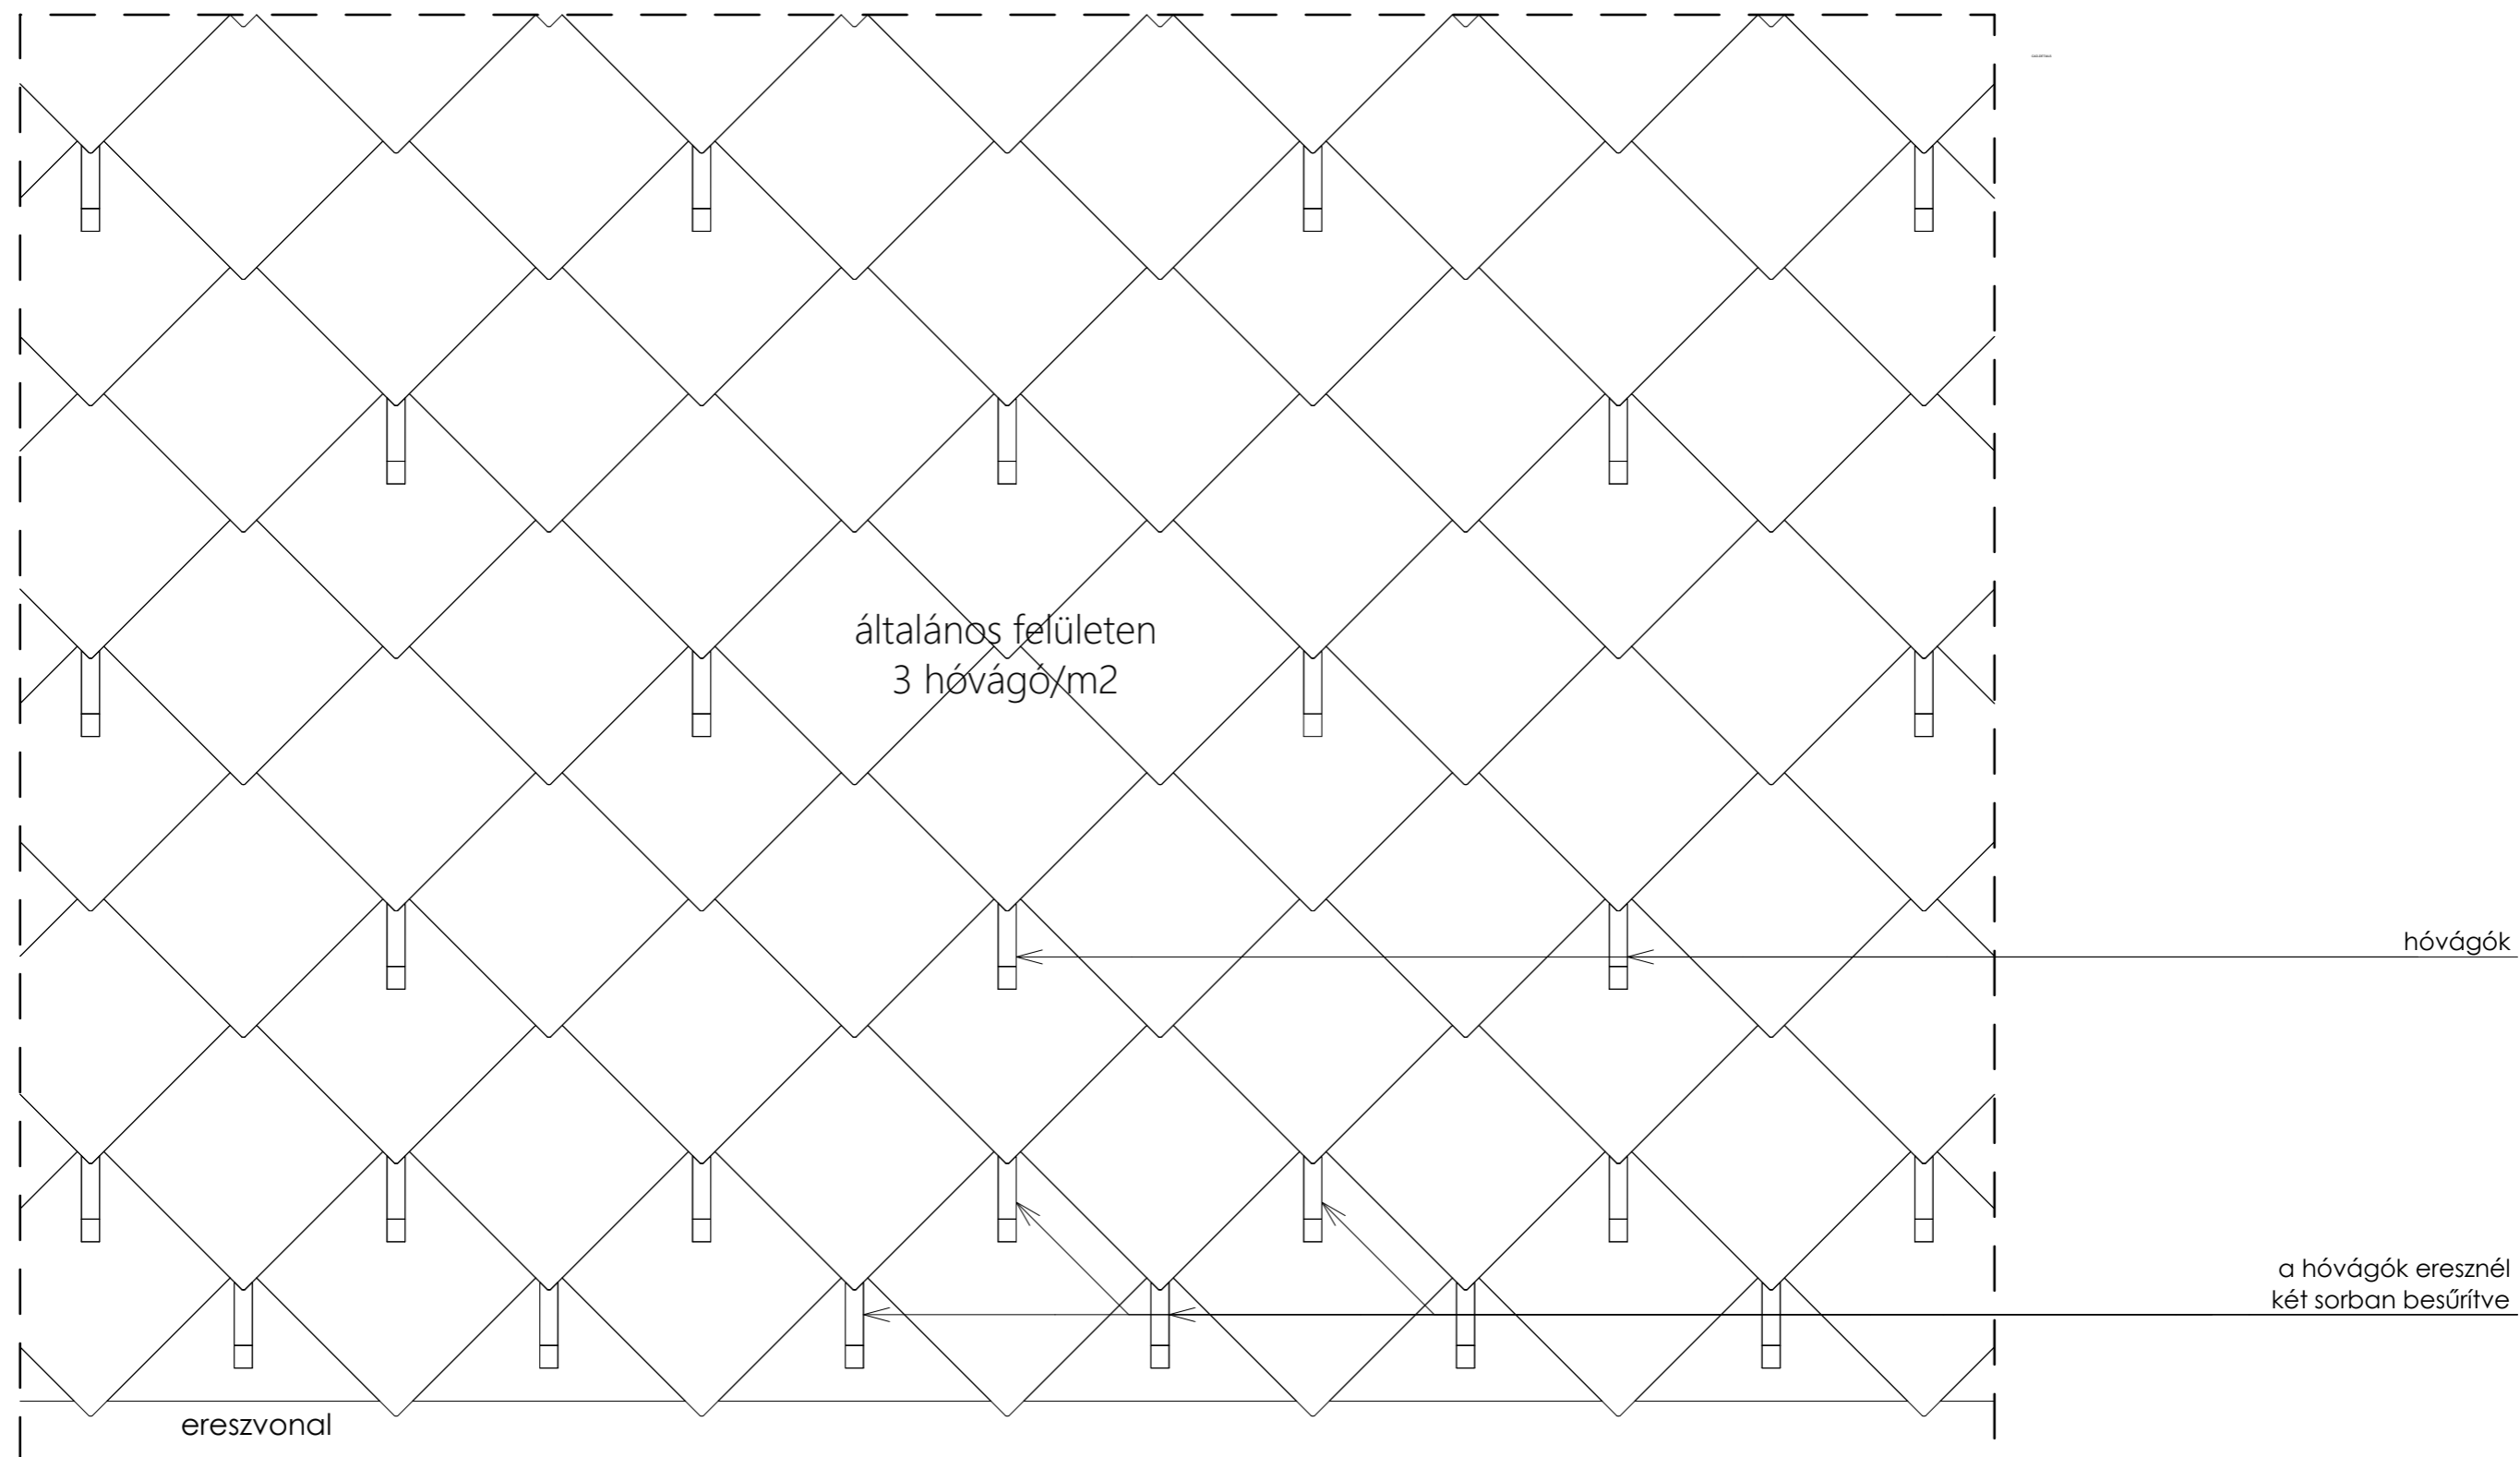 általános felületen
3 hóvágó/m2
hóvágók
a hóvágók eresznél
két sorban besűrítve
ereszvonal